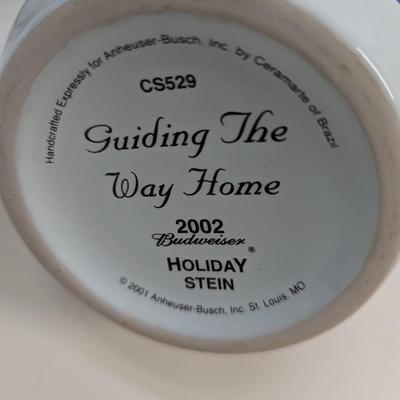 Handcrafted Expressly for Anheuser-Busch, Inc. by Ceramarte of Brazil
CS529
Guiding The
Way Home
2002
Budweiser®
HOLIDAY
STEIN
© 2001 Anheuser-Busch, Inc. St. Louis, MO